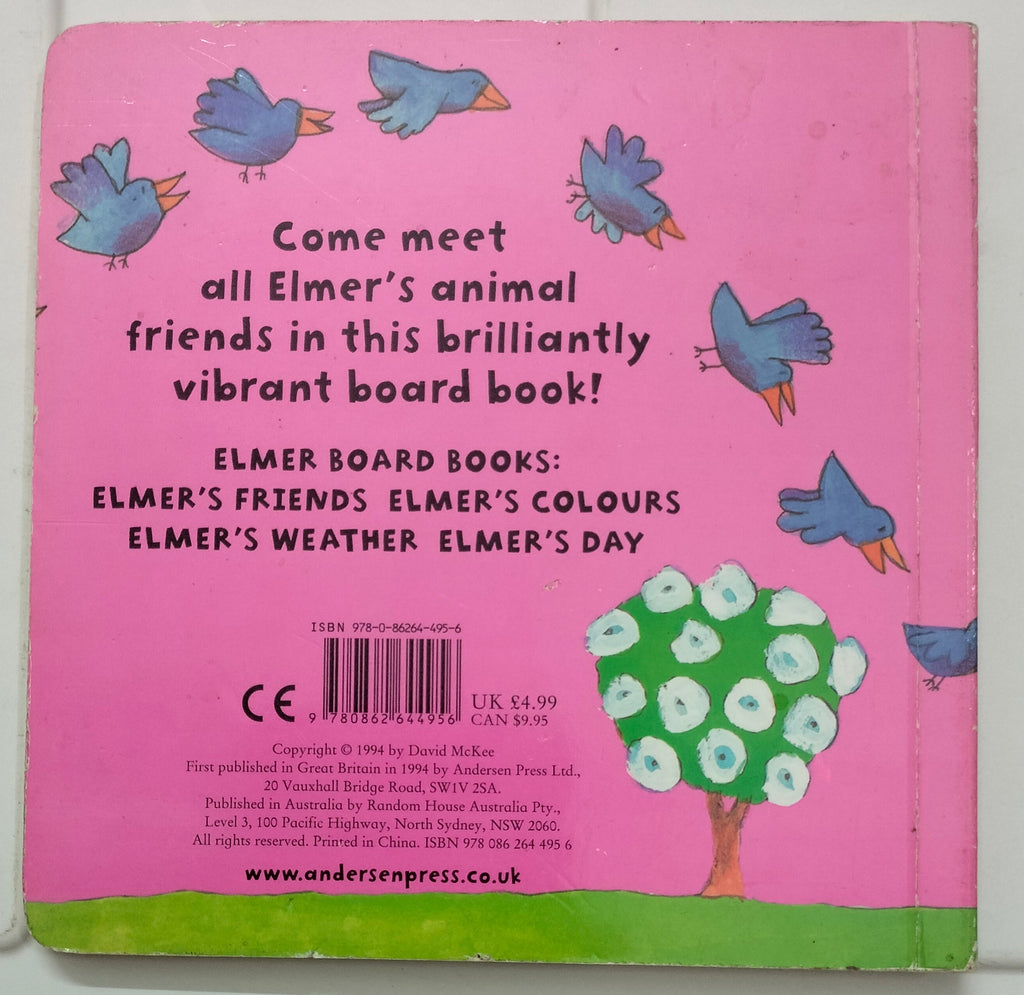 Come meet
all Elmer's animal
friends in this brilliantly
vibrant board book!
ELMER BOARD BOOKS:
ELMER'S FRIENDS ELMER'S COLOURS
ELMER'S WEATHER ELMER'S DAY
ISBN 978-0-86264-495-6
9 780862 644956
CE
UK £4.99
CAN $9.95
Copyright © 1994 by David McKee
First published in Great Britain in 1994 by Andersen Press Ltd.,
20 Vauxhall Bridge Road, SW1V 2SA.
Published in Australia by Random House Australia Pty.,
Level 3, 100 Pacific Highway, North Sydney, NSW 2060.
All rights reserved. Printed in China. ISBN 978 086 264 495 6
www.andersenpress.co.uk